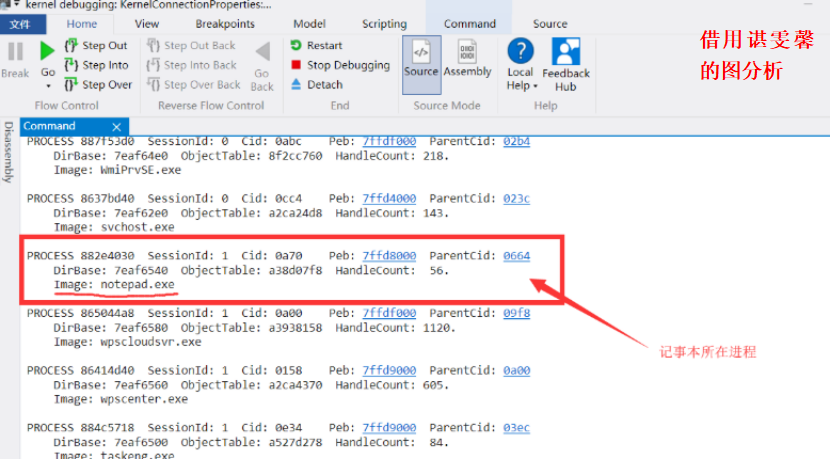 kernel debugging: KernelConnectionProperties:...
文件 Home View Breakpoints Model Scripting Command Source
Break
Go
Step Out
Step Into
Step Over
Flow Control
Step Out Back
Step Into Back
Step Over Back
Go Back
Reverse Flow Control
Restart
Stop Debugging
Detach
End
Source
Assembly
Source Mode
Local Help
Feedback Hub
Help
借用谌雯馨
的图分析
Disassembly
Command ×
PROCESS 887f53d0 SessionId: 0 Cid: 0abc Peb: 7ffdf000 ParentCid: 02b4
DirBase: 7eaf64e0 ObjectTable: 8f2cc760 HandleCount: 218.
Image: WmiPrvSE.exe
PROCESS 8637bd40 SessionId: 0 Cid: 0cc4 Peb: 7ffd4000 ParentCid: 023c
DirBase: 7eaf62e0 ObjectTable: a2ca24d8 HandleCount: 143.
Image: svchost.exe
PROCESS 882e4030 SessionId: 1 Cid: 0a70 Peb: 7ffd8000 ParentCid: 0664
DirBase: 7eaf6540 ObjectTable: a38d07f8 HandleCount: 56.
Image: notepad.exe
PROCESS 865044a8 SessionId: 1 Cid: 0a00 Peb: 7ffdf000 ParentCid: 09f8
DirBase: 7eaf6580 ObjectTable: a3938158 HandleCount: 1120.
Image: wpscloudsvr.exe
记事本所在进程
PROCESS 86414d40 SessionId: 1 Cid: 0158 Peb: 7ffd9000 ParentCid: 0a00
DirBase: 7eaf6560 ObjectTable: a2ca4370 HandleCount: 605.
Image: wpscenter.exe
PROCESS 884c5718 SessionId: 1 Cid: 0e34 Peb: 7ffd9000 ParentCid: 03ec
DirBase: 7eaf6500 ObjectTable: a527d278 HandleCount: 84.
Image: taskeng.exe